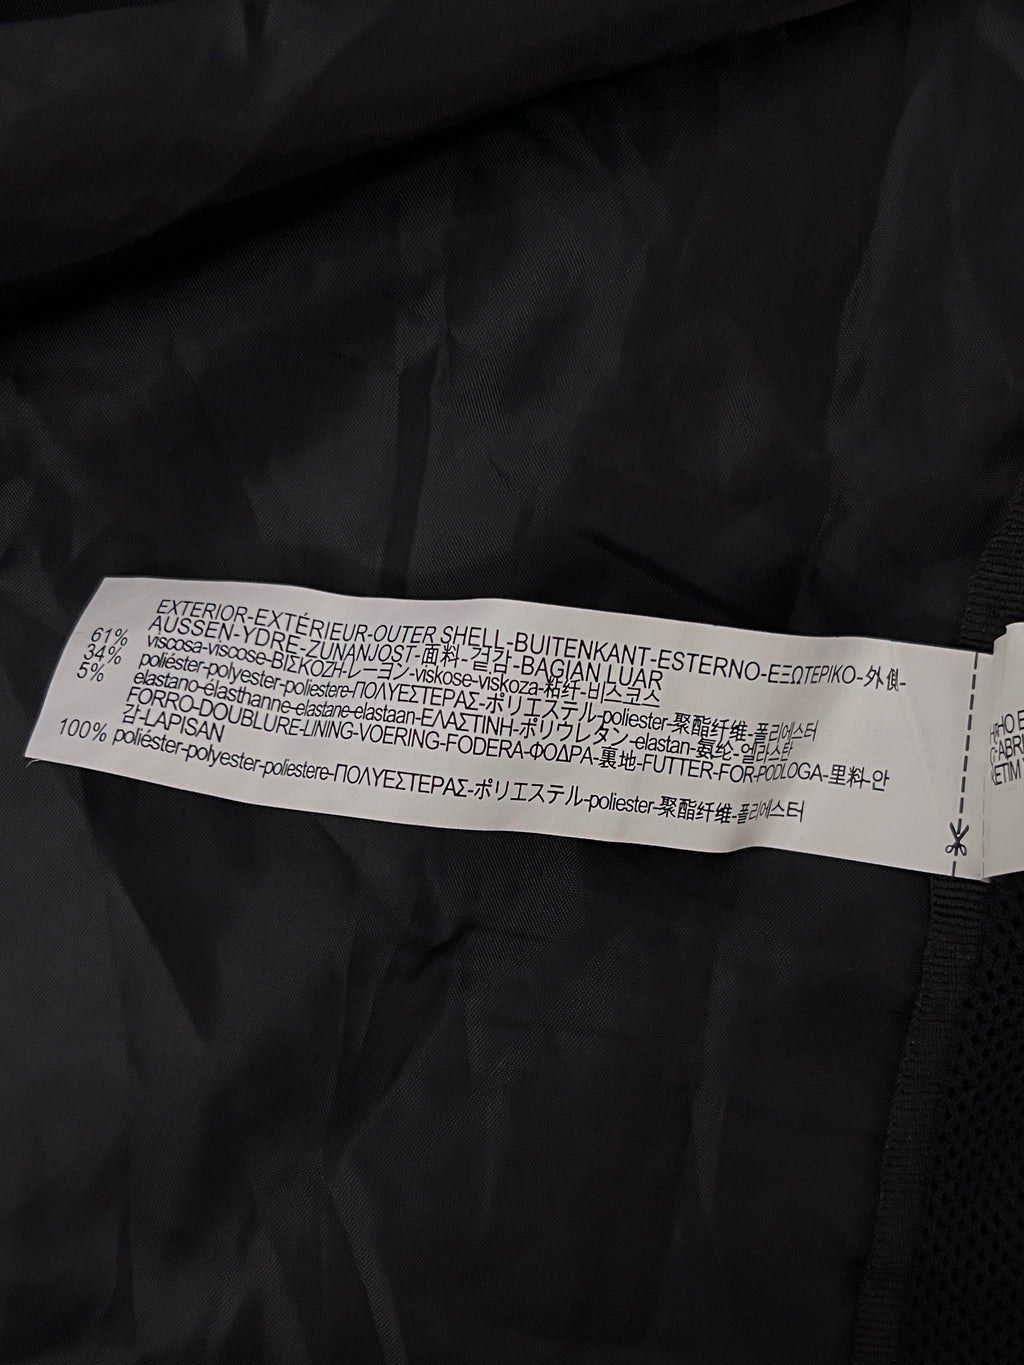 EXTERIOR-EXTÉRIEUR-OUTER SHELL-BUITENKANT-ESTERNO-ΕΞΩΤΕΡΙΚΟ-外側-
AUSSEN-YDRE-ZUNANJOST-面料-겉감-BAGIAN LUAR
61% viscosa-viscose-ΒΙΣΚΟΖΗ-レーヨン-viskose-viskoza-粘纤-비스코스
34% poliéster-polyester-poliestere-ΠΟΛΥΕΣΤΕΡΑΣ-ポリエステル-poliester-聚酯纤维-폴리에스터
5% elastano-élasthanne-elastane-elastaan-ΕΛΑΣΤΙΝΗ-ポリウレタン-elastan-氨纶-엘라스탄
FORRO-DOUBLURE-LINING-VOERING-FODERA-ΦΟΔΡΑ-裏地-FUTTER-FOR-PODLOGA-里料-안
감-LAPISAN
100% poliéster-polyester-poliestere-ΠΟΛΥΕΣΤΕΡΑΣ-ポリエステル-poliester-聚酯纤维-폴리에스터